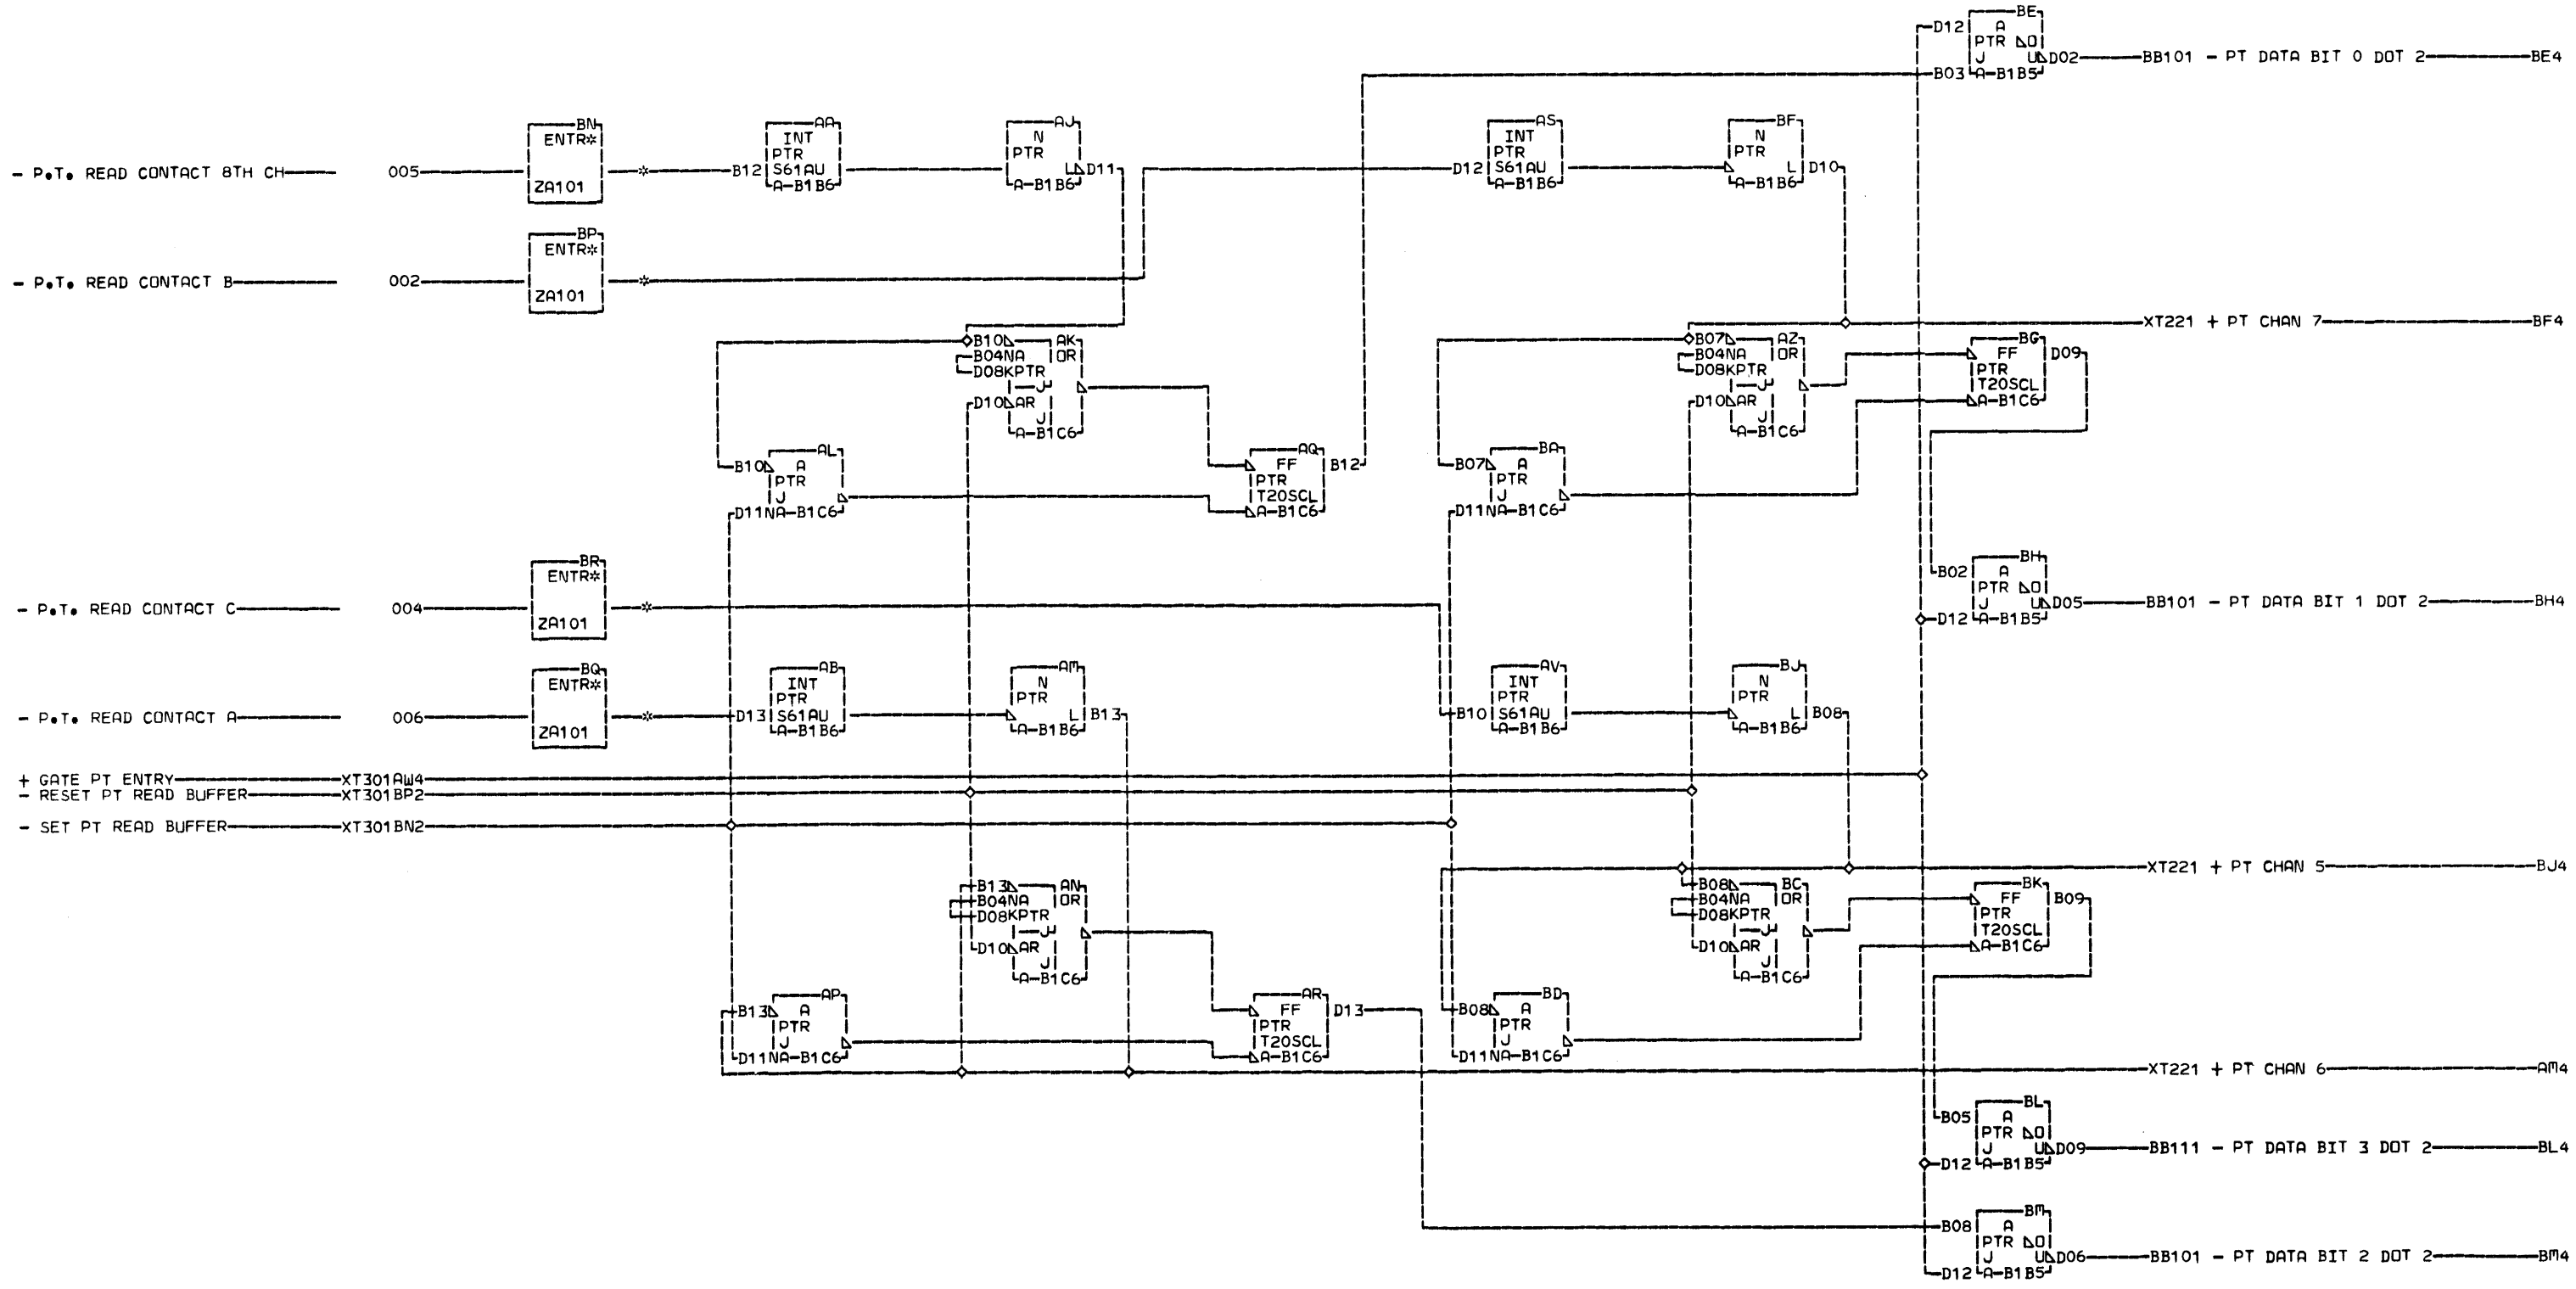 BE
D12 A
PTR O
J U D02 BB101 - PT DATA BIT 0 DOT 2 BE4
B03 A-B1B5
BN AA AJ AS BF
ENTR* INT N INT N
PTR PTR PTR PTR
- P.T. READ CONTACT 8TH CH 005 * B12 S61AU L D11 D12 S61AU L D10
ZA101 A-B1B6 A-B1B6 A-B1B6 A-B1B6
BP
ENTR*
- P.T. READ CONTACT B 002 *
ZA101
XT221 + PT CHAN 7 BF4
B10 AK B07 AZ BG
B04NA OR B04NA OR FF D09
D08KPTR D08KPTR PTR
J J T20SCL
D10 AR D10 AR A-B1C6
J J
A-B1C6 A-B1C6
AL AQ BA
B10 A FF B12 B07 A
PTR PTR PTR
J T20SCL J
D11NA-B1C6 A-B1C6 D11NA-B1C6
BR BH
ENTR* B02 A
PTR O
- P.T. READ CONTACT C 004 * J U D05 BB101 - PT DATA BIT 1 DOT 2 BH4
ZA101 D12 A-B1B5
BQ AB AM AV BJ
ENTR* INT N INT N
PTR PTR PTR PTR
- P.T. READ CONTACT A 006 * D13 S61AU L B13 B10 S61AU L B08
ZA101 A-B1B6 A-B1B6 A-B1B6 A-B1B6
+ GATE PT ENTRY XT301AW4
- RESET PT READ BUFFER XT301BP2
- SET PT READ BUFFER XT301BN2
XT221 + PT CHAN 5 BJ4
B13 AN B08 BC BK
B04NA OR B04NA OR FF B09
D08KPTR D08KPTR PTR
J J T20SCL
D10 AR D10 AR A-B1C6
J J
A-B1C6 A-B1C6
AP AR BD
B13 A FF D13 B08 A
PTR PTR PTR
J T20SCL J
D11NA-B1C6 A-B1C6 D11NA-B1C6
XT221 + PT CHAN 6 AM4
BL
B05 A
PTR O
J U D09 BB111 - PT DATA BIT 3 DOT 2 BL4
D12 A-B1B5
BM
B08 A
PTR O
J U D06 BB101 - PT DATA BIT 2 DOT 2 BM4
D12 A-B1B5